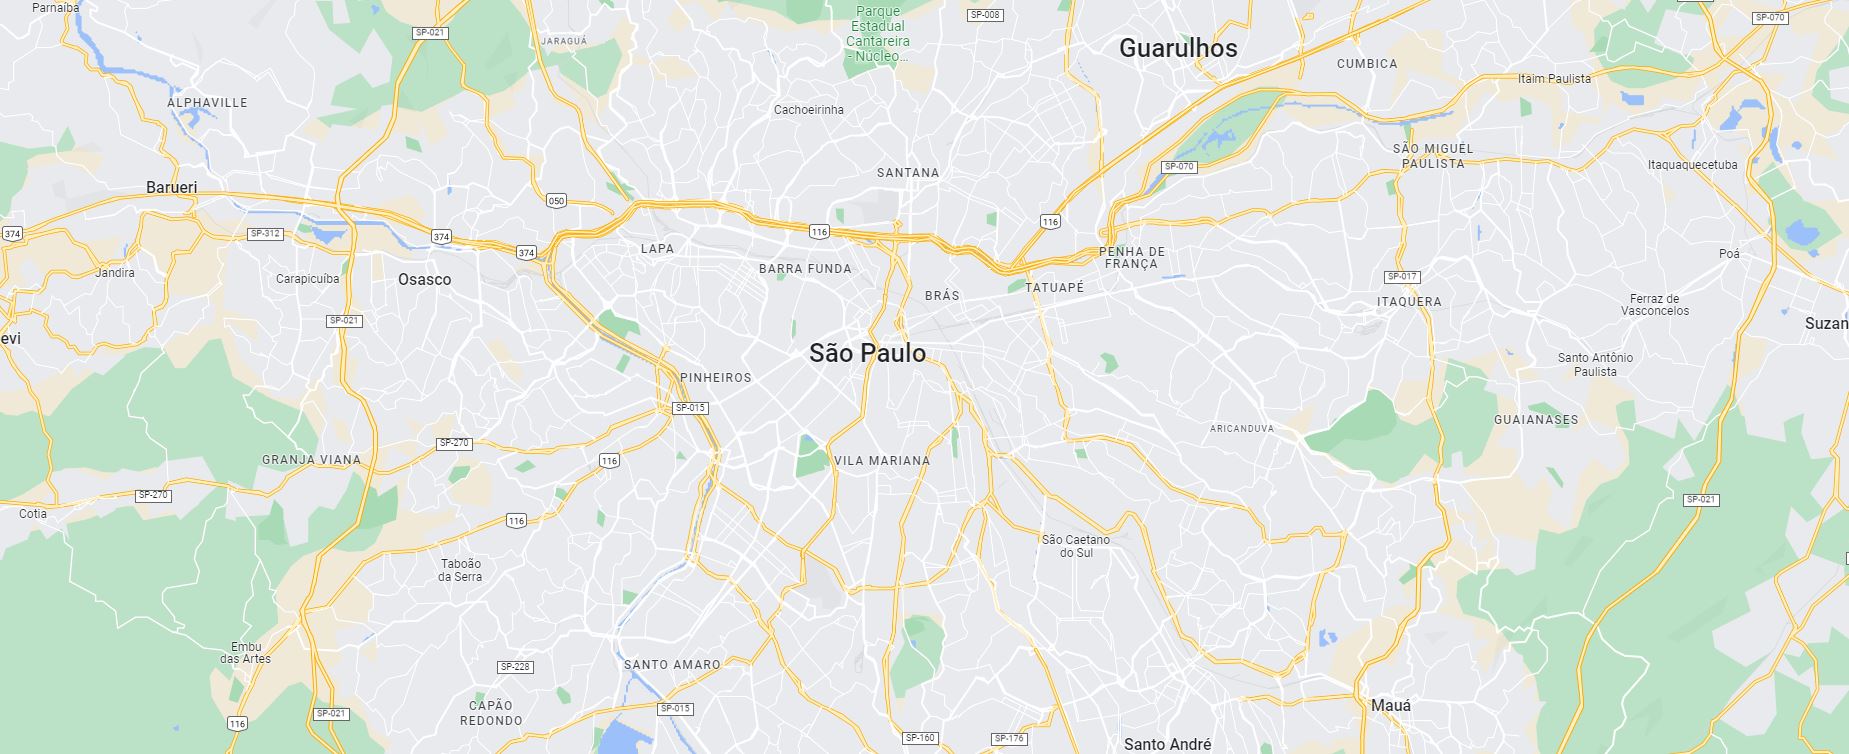 Parnaíba
SP-021
JARAGUÁ
Parque
Estadual
Cantareira
- Núcleo...
SP-008
Guarulhos
CUMBICA
SP-070
Itaim Paulista
ALPHAVILLE
Cachoeirinha
SÃO MIGUEL
PAULISTA
Itaquaquecetuba
SANTANA
SP-070
Barueri
050
116
116
374
SP-312
374
374
LAPA
PENHA DE
FRANÇA
Poá
Jandira
Carapicuíba
Osasco
BARRA FUNDA
BRÁS
TATUAPÉ
SP-017
ITAQUERA
Ferraz de
Vasconcelos
SP-021
evi
São Paulo
Suzan
Santo Antônio
Paulista
PINHEIROS
SP-015
ARICANDUVA
GUAIANASES
SP-270
116
GRANJA VIANA
VILA MARIANA
SP-270
Cotia
116
SP-021
São Caetano
do Sul
Taboão
da Serra
Embu
das Artes
SP-228
SANTO AMARO
CAPÃO
REDONDO
SP-015
116
SP-021
SP-160
SP-176
Mauá
Santo André